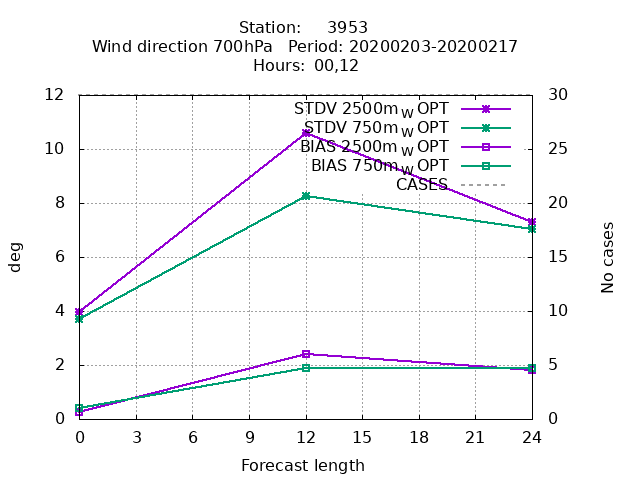 Station: 3953
Wind direction 700hPa Period: 20200203-20200217
Hours: 00,12
12 30
STDV 2500m W OPT
STDV 750m W OPT
10 25
BIAS 2500m W OPT
BIAS 750m W OPT
CASES
8 20
6 15
4 10
2 5
0 0
deg
No cases
0 3 6 9 12 15 18 21 24
Forecast length